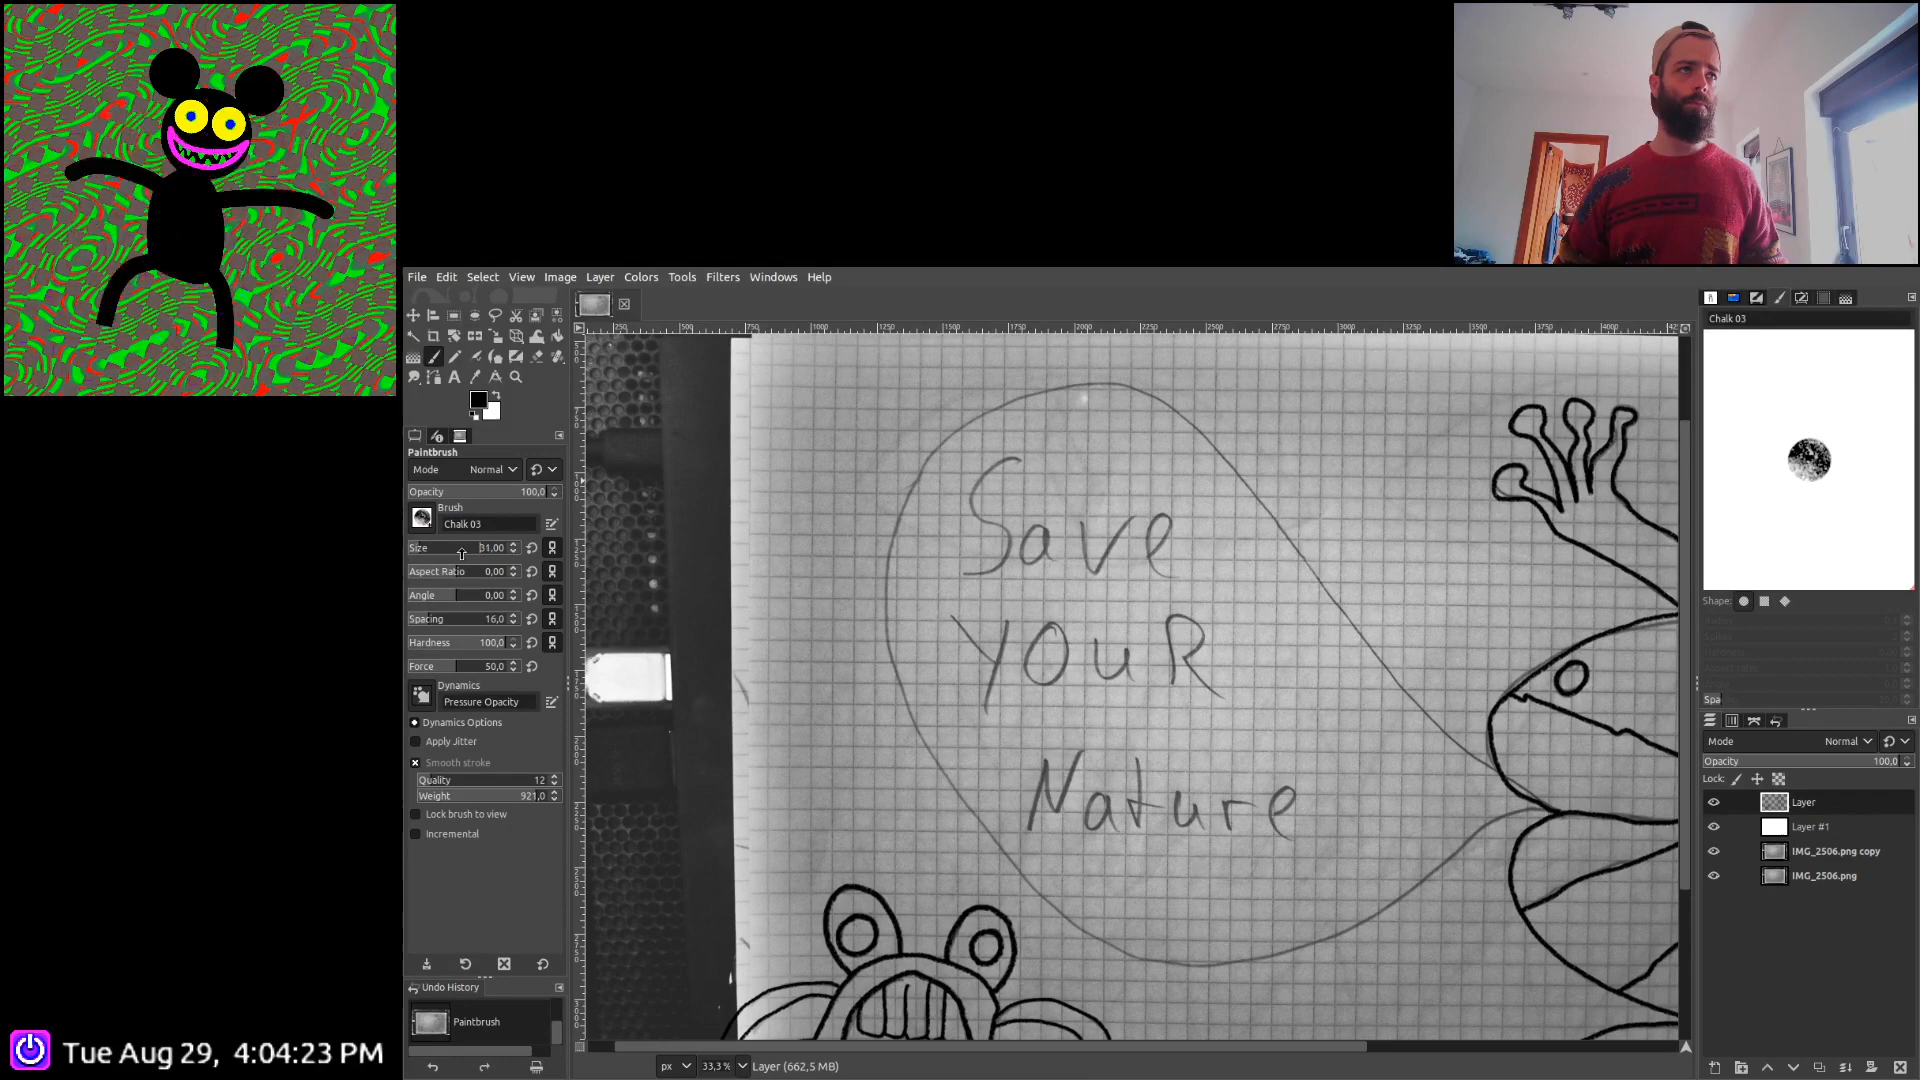 File Edit Select View Image Layer Colors Tools Filters Windows Help
Paintbrush
Mode Normal
Opacity 100,0
Brush
Chalk 03
Size 31,00
Aspect Ratio 0,00
Angle 0,00
Spacing 16,0
Hardness 100,0
Force 50,0
Dynamics
Pressure Opacity
Dynamics Options
Apply Jitter
Smooth stroke
Quality 12
Weight 921,0
Lock brush to view
Incremental
Undo History
Paintbrush
Tue Aug 29, 4:04:23 PM
Save
YOUR
Nature
px 33,3% Layer (662,5 MB)
Chalk 03
Shape:
Spa
Mode Normal
Opacity 100,0
Lock:
Layer
Layer #1
IMG_2506.png copy
IMG_2506.png